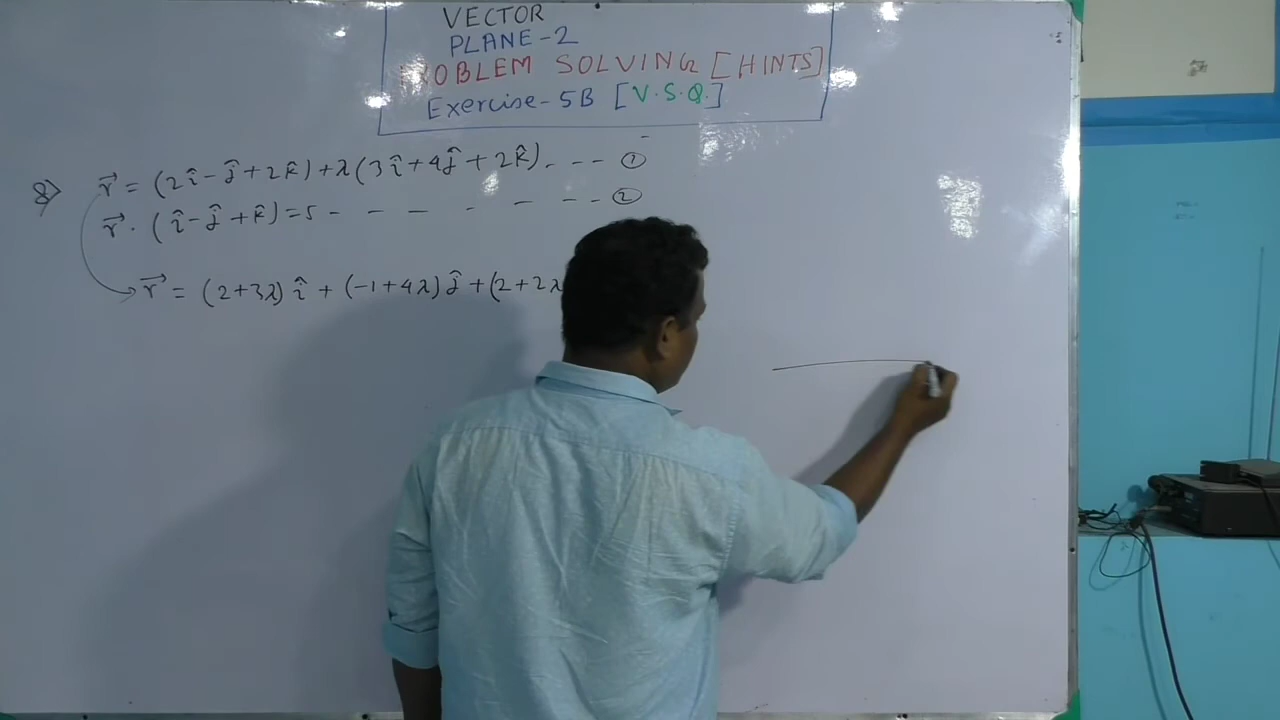 VECTOR
PLANE-2
PROBLEM SOLVING [HINTS]
Exercise-5B [V.S.Q.]
8> r⃗ = (2î-ĵ+2k̂)+λ(3î+4ĵ+2k̂). --- ①
r⃗ · (î-ĵ+k̂)=5 - - — - — -- ②
r⃗ = (2+3λ) î + (-1+4λ) ĵ +(2+2λ